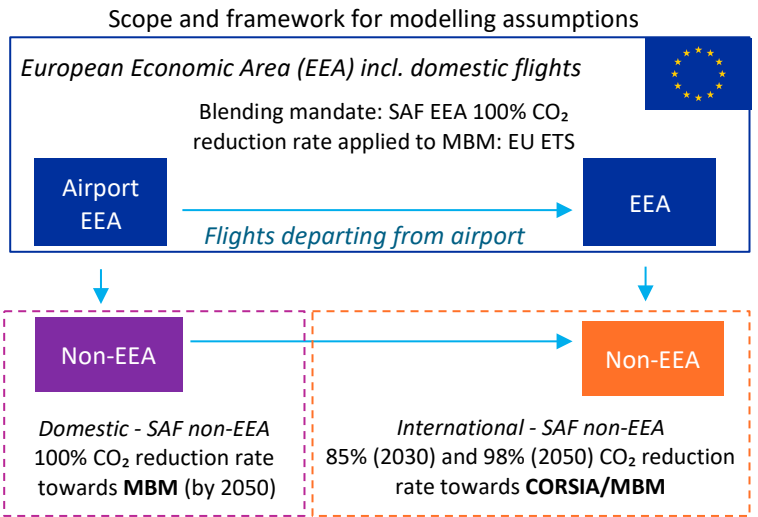 Scope and framework for modelling assumptions
European Economic Area (EEA) incl. domestic flights
Blending mandate: SAF EEA 100% CO₂
reduction rate applied to MBM: EU ETS
Airport
EEA
EEA
Flights departing from airport
Non-EEA
Non-EEA
Domestic - SAF non-EEA
100% CO₂ reduction rate
towards MBM (by 2050)
International - SAF non-EEA
85% (2030) and 98% (2050) CO₂ reduction
rate towards CORSIA/MBM